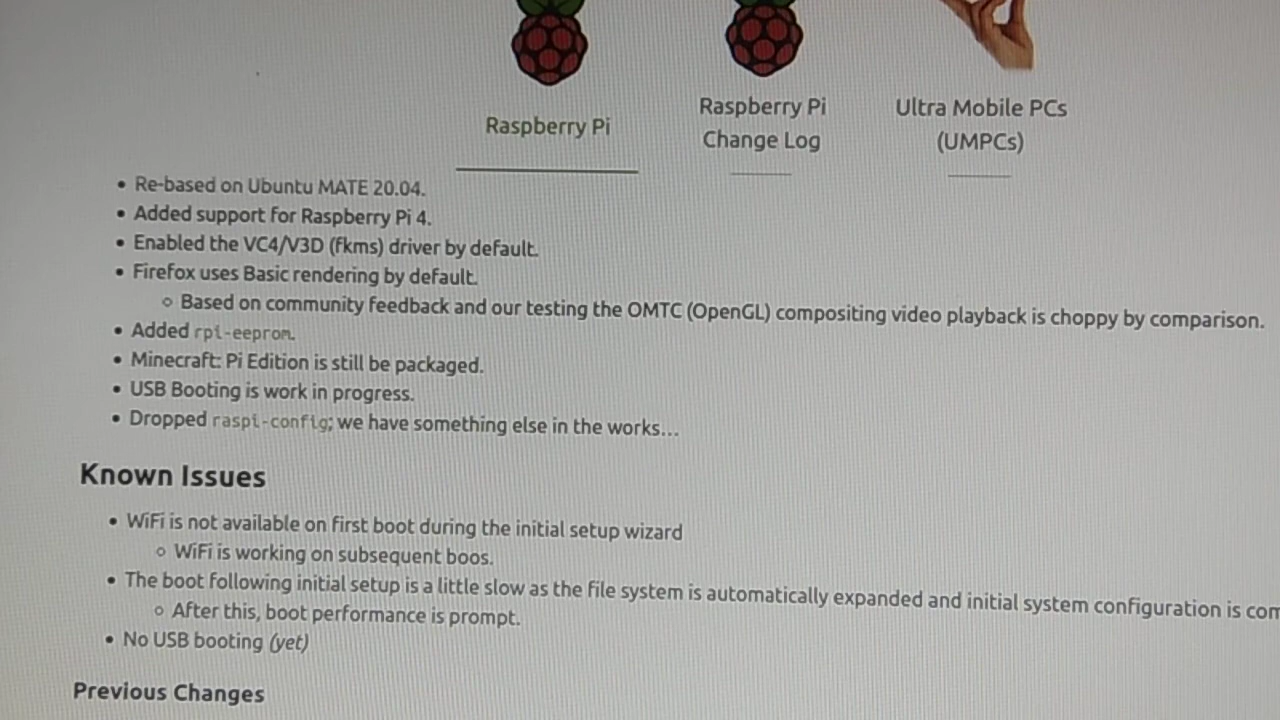 Raspberry Pi
Raspberry Pi
Change Log
Ultra Mobile PCs
(UMPCs)
• Re-based on Ubuntu MATE 20.04.
• Added support for Raspberry Pi 4.
• Enabled the VC4/V3D (fkms) driver by default.
• Firefox uses Basic rendering by default.
○ Based on community feedback and our testing the OMTC (OpenGL) compositing video playback is choppy by comparison.
• Added rpi-eeprom.
• Minecraft: Pi Edition is still be packaged.
• USB Booting is work in progress.
• Dropped raspi-config; we have something else in the works...
Known Issues
• WiFi is not available on first boot during the initial setup wizard
○ WiFi is working on subsequent boos.
• The boot following initial setup is a little slow as the file system is automatically expanded and initial system configuration is com
○ After this, boot performance is prompt.
• No USB booting (yet)
Previous Changes